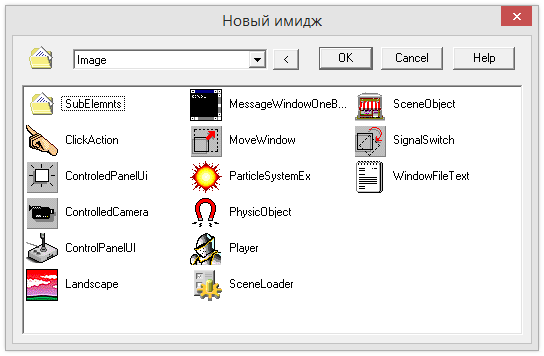 Новый имидж
Image
<
OK
Cancel
Help
SubElemnts
MessageWindowOneB...
SceneObject
ClickAction
MoveWindow
SignalSwitch
ControledPanelUi
ParticleSystemEx
WindowFileText
ControlledCamera
PhysicObject
ControlPanelUI
Player
Landscape
SceneLoader